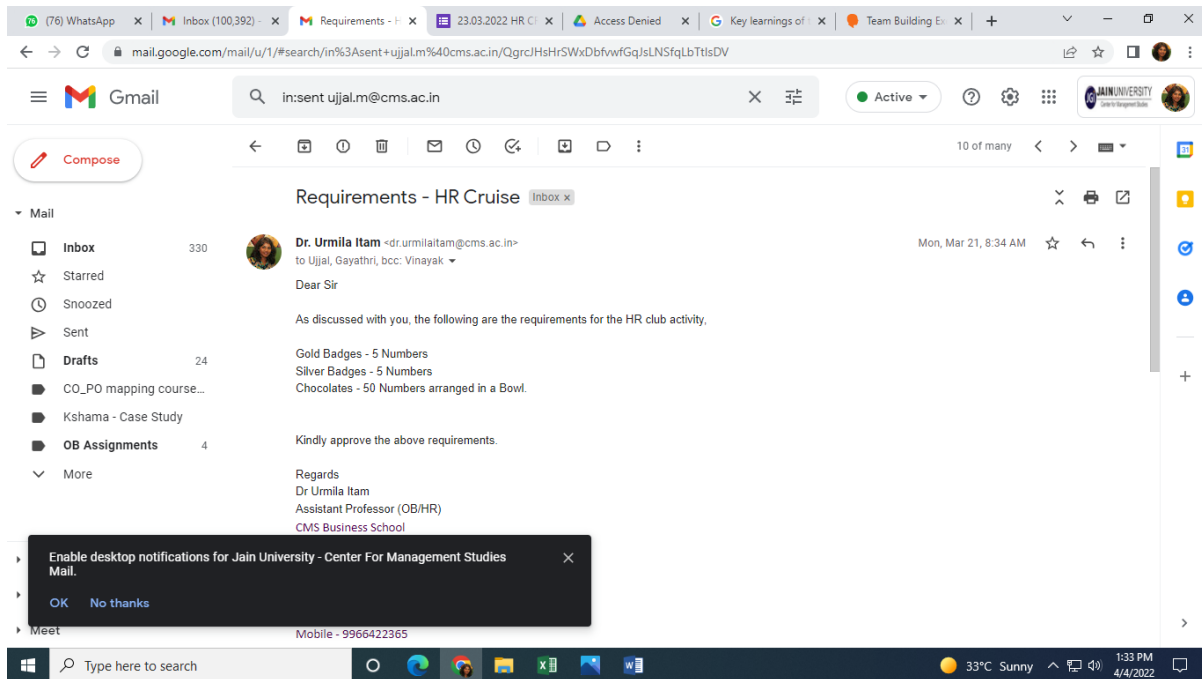 (76) WhatsApp
Inbox (100,392) -
Requirements - H
23.03.2022 HR Cl
Access Denied
Key learnings of
Team Building Ex
mail.google.com/mail/u/1/#search/in%3Asent+ujjal.m%40cms.ac.in/QgrcJHsHrSWxDbfvwfGqJsLNSfqLbTtlsDV
Gmail
in:sent ujjal.m@cms.ac.in
Active
JAIN UNIVERSITY
Compose
10 of many
Mail
Requirements - HR Cruise Inbox x
Inbox 330
Starred
Snoozed
Sent
Drafts 24
CO_PO mapping course...
Kshama - Case Study
OB Assignments 4
More
Meet
Dr. Urmila Itam <dr.urmilaitam@cms.ac.in>
Mon, Mar 21, 8:34 AM
to Ujjal, Gayathri, bcc: Vinayak
Dear Sir
As discussed with you, the following are the requirements for the HR club activity,
Gold Badges - 5 Numbers
Silver Badges - 5 Numbers
Chocolates - 50 Numbers arranged in a Bowl.
Kindly approve the above requirements.
Regards
Dr Urmila Itam
Assistant Professor (OB/HR)
CMS Business School
Mobile - 9966422365
Enable desktop notifications for Jain University - Center For Management Studies
Mail.
OK No thanks
Type here to search
33°C Sunny
1:33 PM
4/4/2022